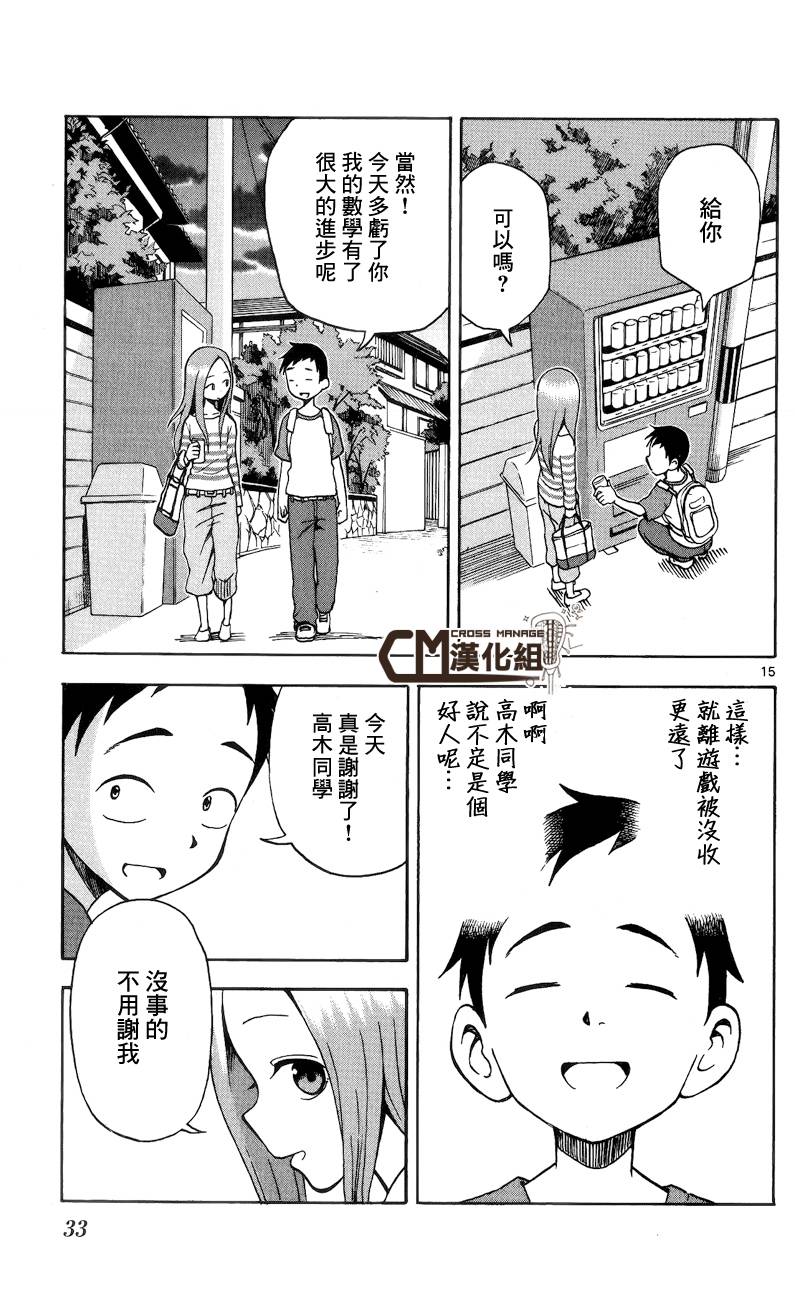 給你
可以嗎？
當然！
今天多虧了你
我的數學有了
很大的進步呢
CROSS MANAGE
CM漢化組
15
這樣…
就離遊戲被沒收
更遠了
啊啊
高木同學
說不定是個
好人呢…
今天
真是謝謝了！
高木同學
沒事的
不用謝我
33